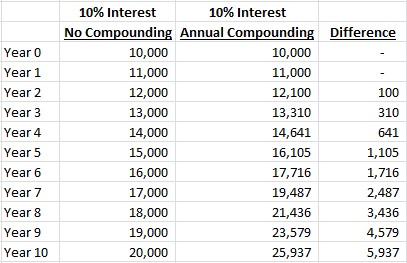 10% Interest 10% Interest
No Compounding Annual Compounding Difference
Year 0 10,000 10,000 -
Year 1 11,000 11,000 -
Year 2 12,000 12,100 100
Year 3 13,000 13,310 310
Year 4 14,000 14,641 641
Year 5 15,000 16,105 1,105
Year 6 16,000 17,716 1,716
Year 7 17,000 19,487 2,487
Year 8 18,000 21,436 3,436
Year 9 19,000 23,579 4,579
Year 10 20,000 25,937 5,937